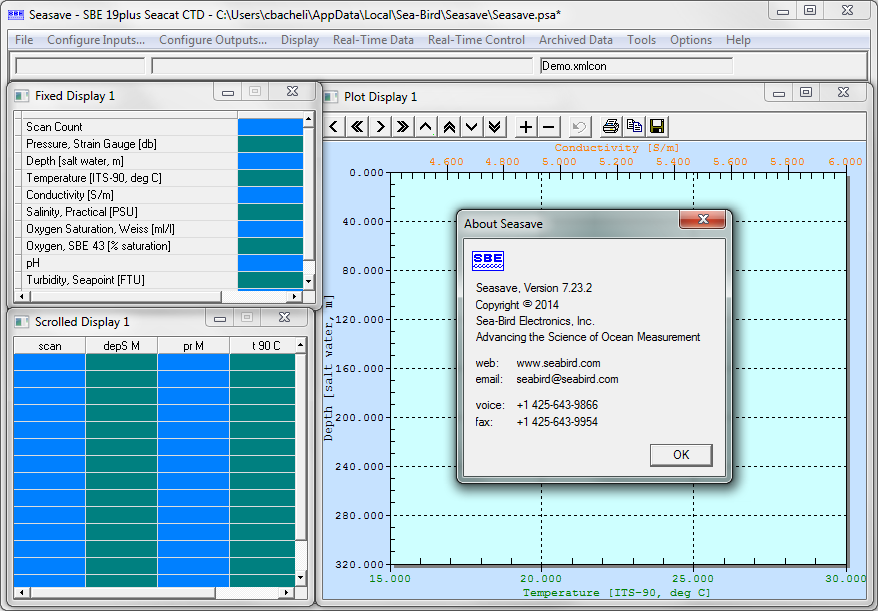 Seasave - SBE 19plus Seacat CTD - C:\Users\cbacheli\AppData\Local\Sea-Bird\Seasave\Seasave.psa*
File Configure Inputs... Configure Outputs... Display Real-Time Data Real-Time Control Archived Data Tools Options Help
Demo.xmlcon
Fixed Display 1
Scan Count
Pressure, Strain Gauge [db]
Depth [salt water, m]
Temperature [ITS-90, deg C]
Conductivity [S/m]
Salinity, Practical [PSU]
Oxygen Saturation, Weiss [ml/l]
Oxygen, SBE 43 [% saturation]
pH
Turbidity, Seapoint [FTU]
Scrolled Display 1
scan depS M pr M t 90 C
Plot Display 1
Conductivity [S/m]
4.600 4.800 5.000 5.200 5.400 5.600 5.800 6.000
0.000
40.000
80.000
120.000
160.000
200.000
240.000
280.000
320.000
Depth [salt water, m]
15.000 20.000 25.000 30.000
Temperature [ITS-90, deg C]
About Seasave
SBE
Seasave, Version 7.23.2
Copyright © 2014
Sea-Bird Electronics, Inc.
Advancing the Science of Ocean Measurement
web: www.seabird.com
email: seabird@seabird.com
voice: +1 425-643-9866
fax: +1 425-643-9954
OK